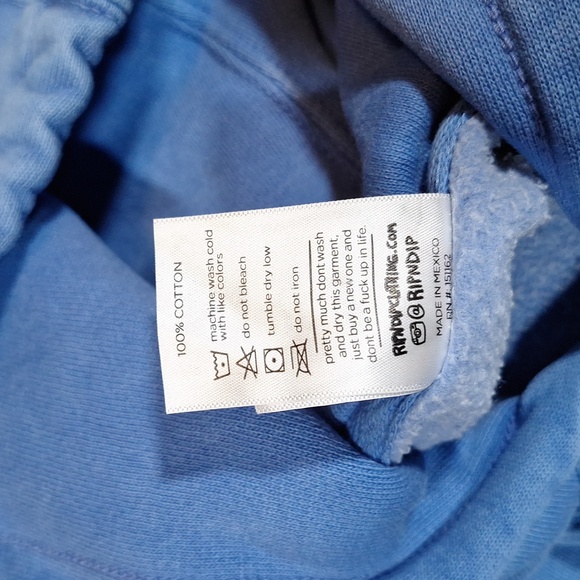 100% COTTON
machine wash cold
with like colors
do not bleach
tumble dry low
do not iron
pretty much dont wash
and dry this garment,
just buy a new one and
dont be a fuck up in life.
RIPNDIPCLOTHING.COM
@RIPNDIP
MADE IN MEXICO
RN #: 151162